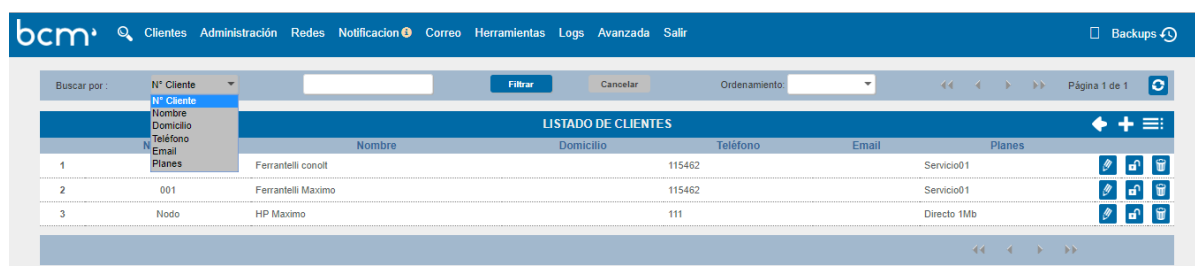 bcm
Clientes Administración Redes Notificacion Correo Herramientas Logs Avanzada Salir Backups
Buscar por : N° Cliente Filtrar Cancelar Ordenamiento: Página 1 de 1
N° Cliente
Nombre
Domicilio
Teléfono
Email
Planes
LISTADO DE CLIENTES
Nombre Domicilio Teléfono Email Planes
1 Ferrantelli conolt 115462 Servicio01
2 001 Ferrantelli Maximo 115462 Servicio01
3 Nodo HP Maximo 111 Directo 1Mb